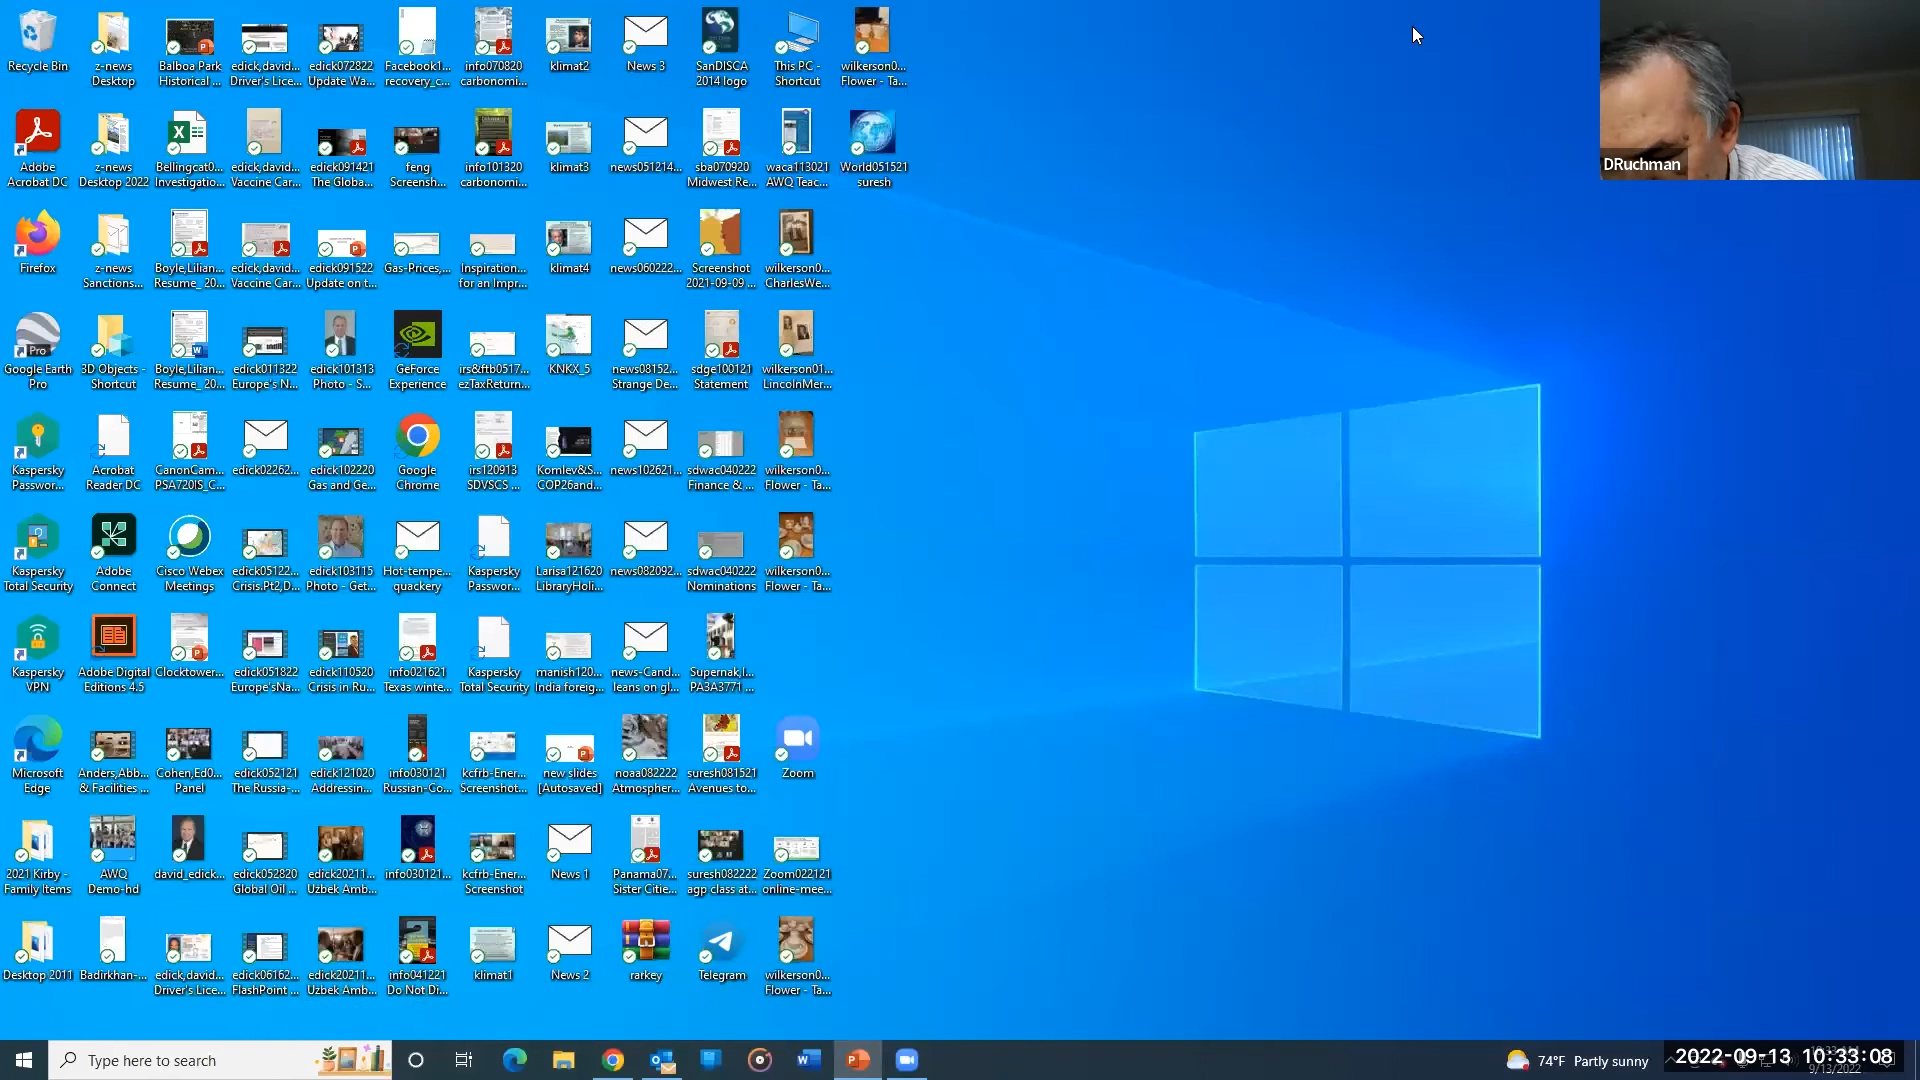 Recycle Bin
z-news
Desktop
Balboa Park
Historical ...
edick,david...
Driver's Lice...
edick072822
Update Wa...
Facebook1...
recovery_c...
info070820
carbonomi...
klimat2
News 3
SanDISCA
2014 logo
This PC -
Shortcut
wilkerson0...
Flower - Ta...
DRuchman
Adobe
Acrobat DC
z-news
Desktop 2022
Bellingcat0...
Investigatio...
edick,david...
Vaccine Car...
edick091421
The Globa...
feng
Screensh...
info101320
carbonomi...
klimat3
news051214...
sba070920
Midwest Re...
waca113021
AWQ Teac...
World051521
suresh
Firefox
z-news
Sanctions...
Boyle,Lilian...
Resume_ 20...
edick,david...
Vaccine Car...
edick091522
Update on t...
Gas-Prices,...
Inspiration...
for an Impr...
klimat4
news060222...
Screenshot
2021-09-09 ...
wilkerson0...
CharlesWe...
Pro
Google Earth
Pro
3D Objects -
Shortcut
Boyle,Lilian...
Resume_ 20...
edick011322
Europe's N...
edick101313
Photo - S...
GeForce
Experience
irs&ftb0517...
ezTaxReturn...
KNKX_5
news08152...
Strange De...
sdge100121
Statement
wilkerson01...
LincolnMer...
Kaspersky
Passwor...
Acrobat
Reader DC
CanonCam...
PSA720IS_C...
edick02262...
edick102220
Gas and Ge...
Google
Chrome
irs120913
SDVSCS ...
Komlev&S...
COP26and...
news102621...
sdwac040222
Finance & ...
wilkerson0...
Flower - Ta...
Kaspersky
Total Security
Adobe
Connect
Cisco Webex
Meetings
edick05122...
Crisis.Pt2,D...
edick103115
Photo - Get...
Hot-tempe...
quackery
Kaspersky
Passwor...
Larisa121620
LibraryHoli...
news082092...
sdwac040222
Nominations
wilkerson0...
Flower - Ta...
Kaspersky
VPN
Adobe Digital
Editions 4.5
Clocktower...
edick051822
Europe'sNa...
edick110520
Crisis in Ru...
info021621
Texas winte...
Kaspersky
Total Security
manish120...
India foreig...
news-Cand...
leans on gl...
Supernak,J...
PA3A3771 ...
Microsoft
Edge
Anders,Abb...
& Facilities ...
Cohen,Ed0...
Panel
edick052121
The Russia-...
edick121020
Addressin...
info030121
Russian-Co...
kcfrb-Ener...
Screenshot...
new slides
[Autosaved]
noaa082222
Atmospher...
suresh081521
Avenues to...
Zoom
2021 Kirby -
Family Items
AWQ
Demo-hd
david_edick...
edick052820
Global Oil ...
edick20211...
Uzbek Amb...
info030121...
kcfrb-Ener...
Screenshot
News 1
Panama07...
Sister Citie...
suresh082222
agp class at...
Zoom022121
online-mee...
Desktop 2011
Badirkhan-...
edick,david...
Driver's Lice...
edick06162...
FlashPoint ...
edick20211...
Uzbek Amb...
info041221
Do Not Di...
klimat1
News 2
rarkey
Telegram
wilkerson0...
Flower - Ta...
Type here to search
74°F Partly sunny
2022-09-13 10:33:08
9/13/2022